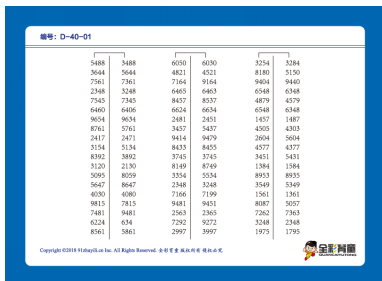 编号：D-40-01
5488 3488 6050 6030 3254 3284
3644 5644 4821 4521 8180 5150
7561 7361 7164 9164 9404 9440
2348 3248 6465 6463 6548 6348
7545 7345 8457 8537 4879 4579
6460 6406 6624 6634 6548 6348
9654 9634 2481 2451 1457 1487
8761 5761 3457 5437 4505 4303
2417 2471 9414 9479 2604 5604
3154 5134 8433 8455 4577 4377
8392 3892 3745 3745 3451 5431
3120 2130 8149 8749 1384 1584
5095 8059 3354 5534 8953 8935
5647 8647 2348 3248 3549 5349
4030 4080 7166 7199 1561 1361
9815 7815 9481 9451 8087 5057
7481 9481 2563 2365 7262 7363
6224 634 7292 9272 3248 2348
8561 5861 2997 3997 1975 1795
Copyright ©2018 91zhuyili.cn Inc. All Rights Reserved. 全彩育童 版权所有 侵权必究
全彩育童